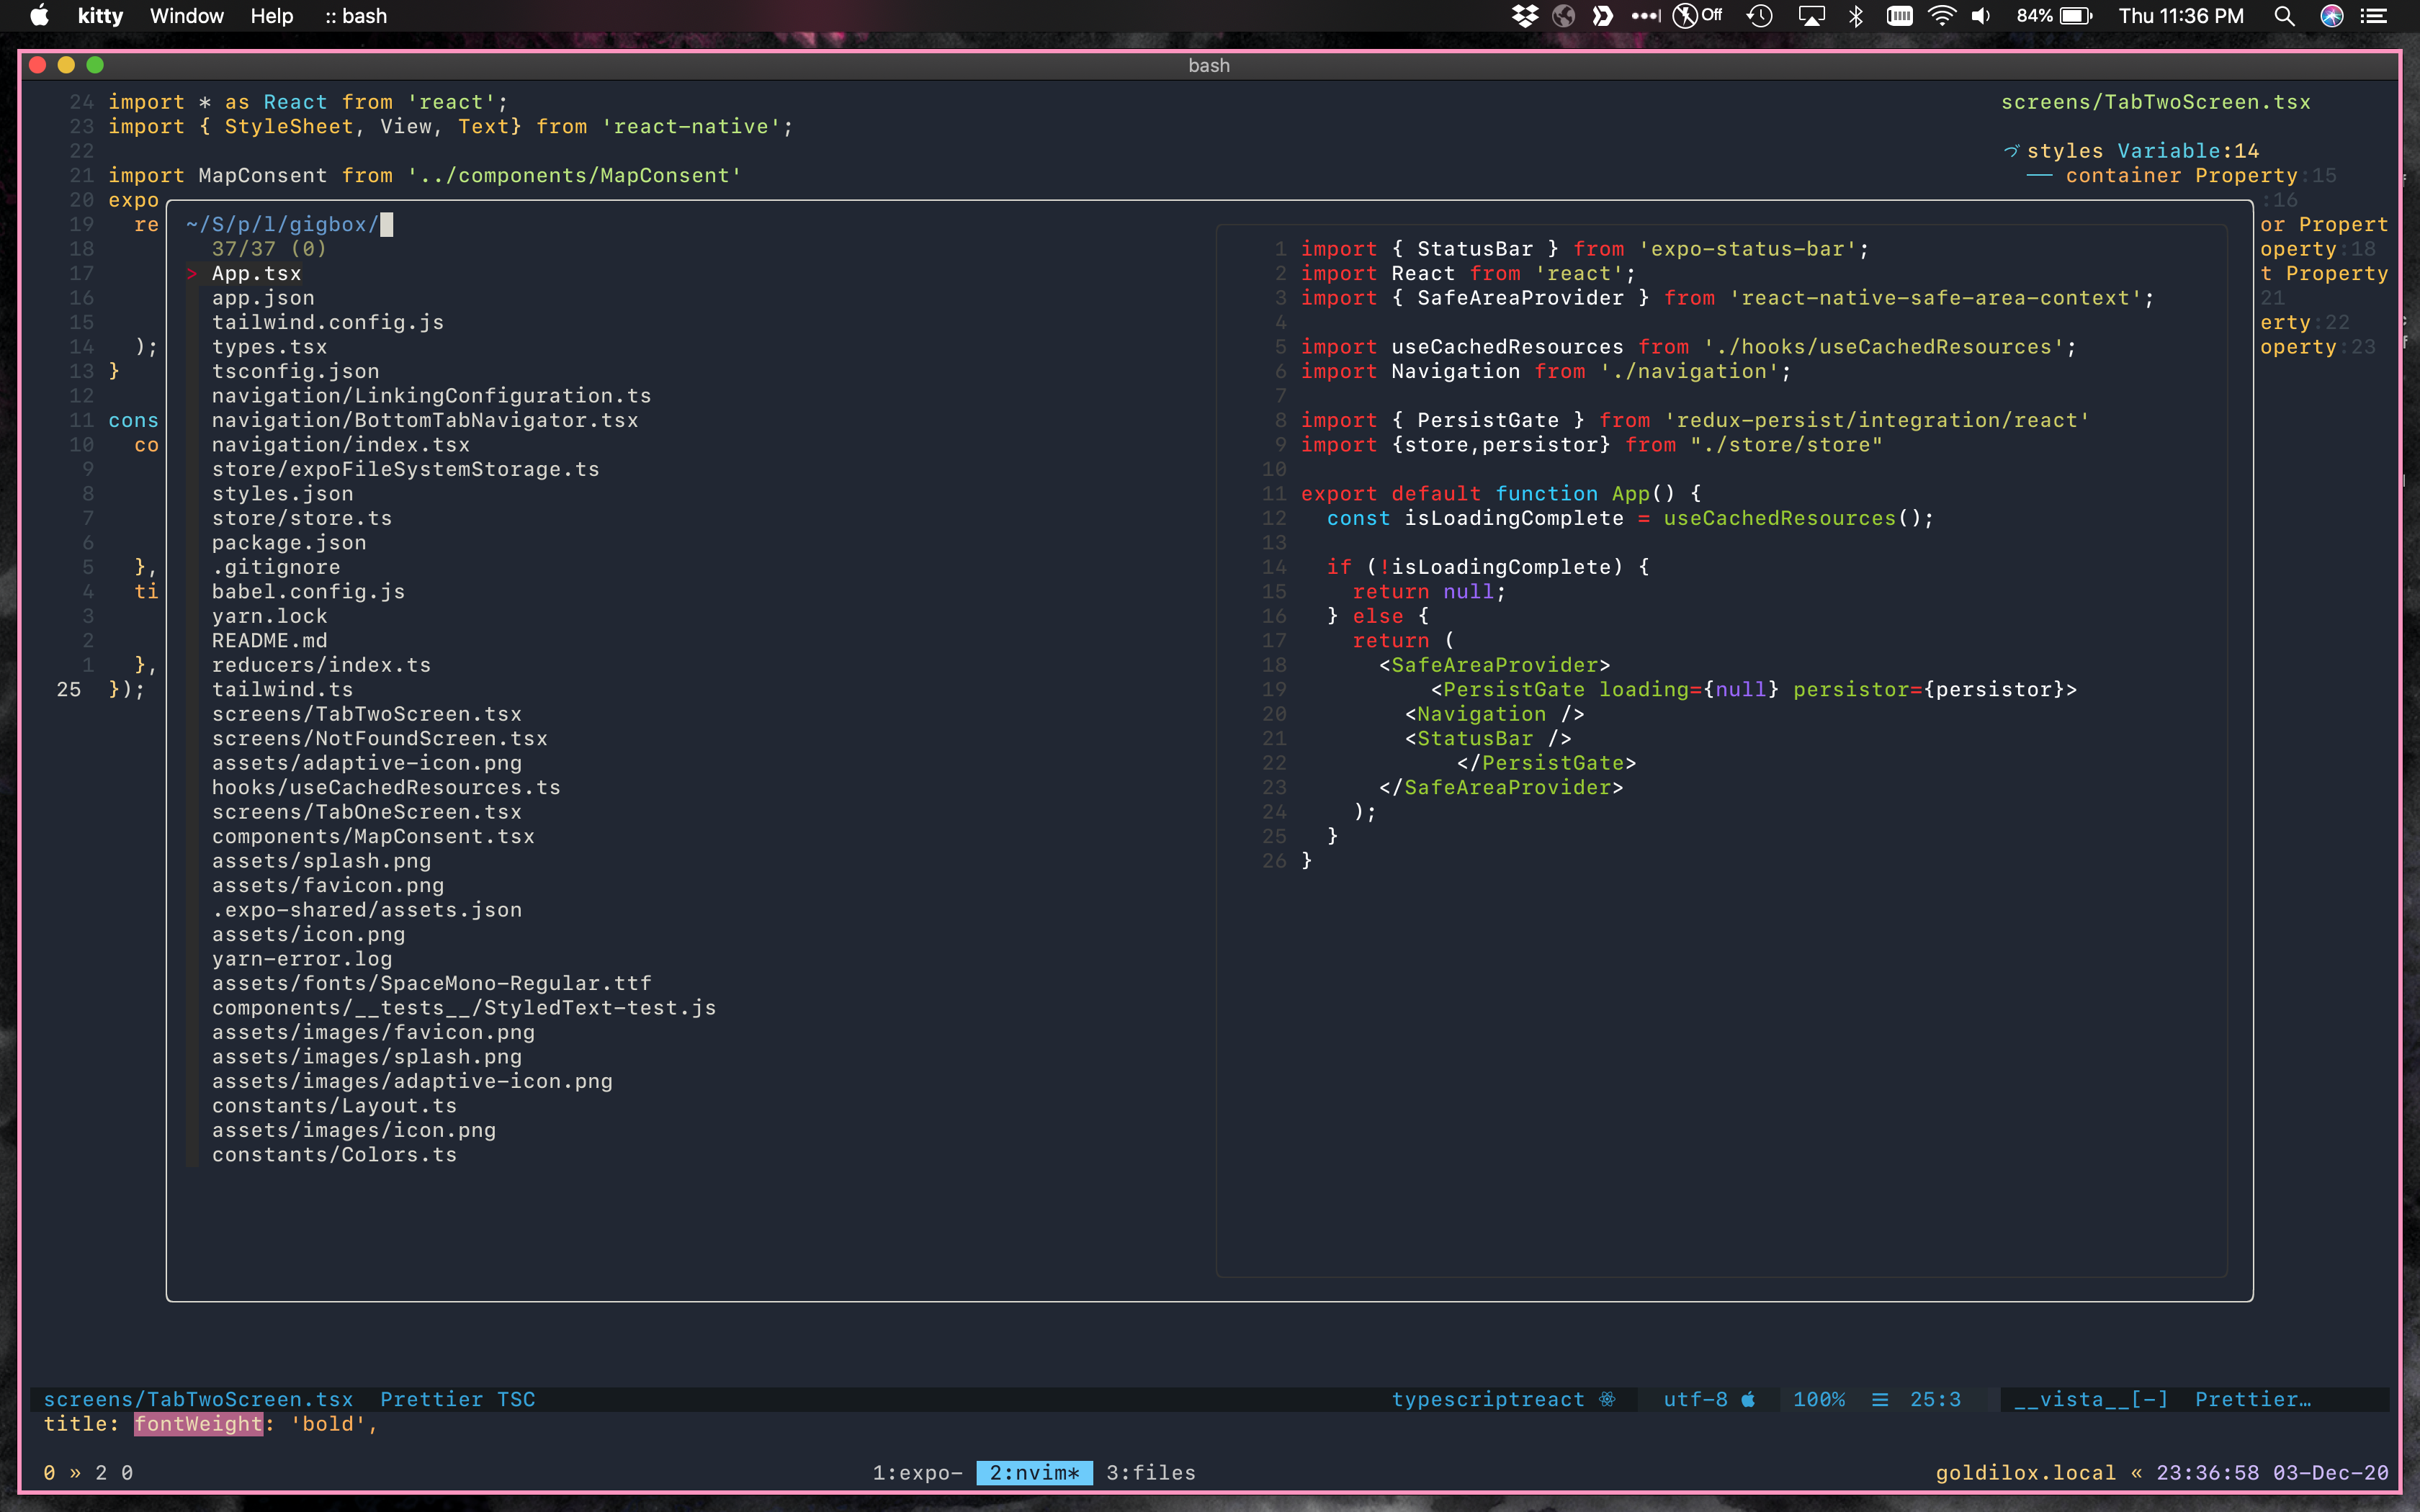 kitty Window Help :: bash Off 84% Thu 11:36 PM
bash
24 import * as React from 'react';
23 import { StyleSheet, View, Text} from 'react-native';
22
21 import MapConsent from '../components/MapConsent'
20 expo
19 re
18
17
16
15
14 );
13 }
12
11 cons
10 co
9
8
7
6
5 },
4 ti
3
2
1 },
25 });
~/S/p/l/gigbox/
37/37 (0)
> App.tsx
app.json
tailwind.config.js
types.tsx
tsconfig.json
navigation/LinkingConfiguration.ts
navigation/BottomTabNavigator.tsx
navigation/index.tsx
store/expoFileSystemStorage.ts
styles.json
store/store.ts
package.json
.gitignore
babel.config.js
yarn.lock
README.md
reducers/index.ts
tailwind.ts
screens/TabTwoScreen.tsx
screens/NotFoundScreen.tsx
assets/adaptive-icon.png
hooks/useCachedResources.ts
screens/TabOneScreen.tsx
components/MapConsent.tsx
assets/splash.png
assets/favicon.png
.expo-shared/assets.json
assets/icon.png
yarn-error.log
assets/fonts/SpaceMono-Regular.ttf
components/__tests__/StyledText-test.js
assets/images/favicon.png
assets/images/splash.png
assets/images/adaptive-icon.png
constants/Layout.ts
assets/images/icon.png
constants/Colors.ts
1 import { StatusBar } from 'expo-status-bar';
2 import React from 'react';
3 import { SafeAreaProvider } from 'react-native-safe-area-context';
4
5 import useCachedResources from './hooks/useCachedResources';
6 import Navigation from './navigation';
7
8 import { PersistGate } from 'redux-persist/integration/react'
9 import {store,persistor} from "./store/store"
10
11 export default function App() {
12 const isLoadingComplete = useCachedResources();
13
14 if (!isLoadingComplete) {
15 return null;
16 } else {
17 return (
18 <SafeAreaProvider>
19 <PersistGate loading={null} persistor={persistor}>
20 <Navigation />
21 <StatusBar />
22 </PersistGate>
23 </SafeAreaProvider>
24 );
25 }
26 }
screens/TabTwoScreen.tsx
styles Variable:14
container Property:15
:16
or Propert
operty:18
t Property
21
erty:22
operty:23
screens/TabTwoScreen.tsx Prettier TSC typescriptreact utf-8 100% 25:3 __vista__[-] Prettier…
title: fontWeight: 'bold',
0 » 2 0 1:expo- 2:nvim* 3:files goldilox.local « 23:36:58 03-Dec-20